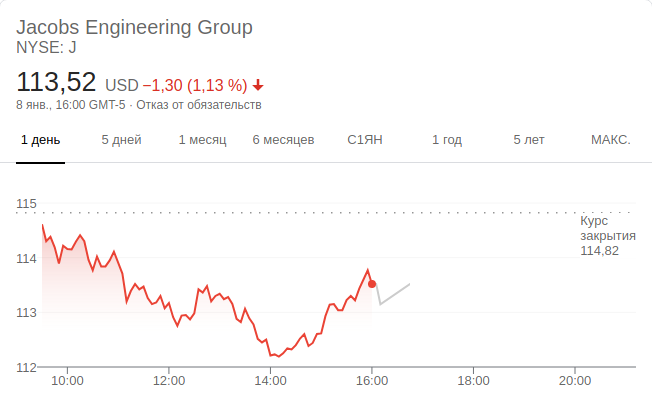 Jacobs Engineering Group
NYSE: J
113,52 USD −1,30 (1,13 %)
8 янв., 16:00 GMT-5 · Отказ от обязательств
1 день 5 дней 1 месяц 6 месяцев С1ЯН 1 год 5 лет МАКС.
115
Курс
закрытия
114,82
114
113
112
10:00 12:00 14:00 16:00 18:00 20:00